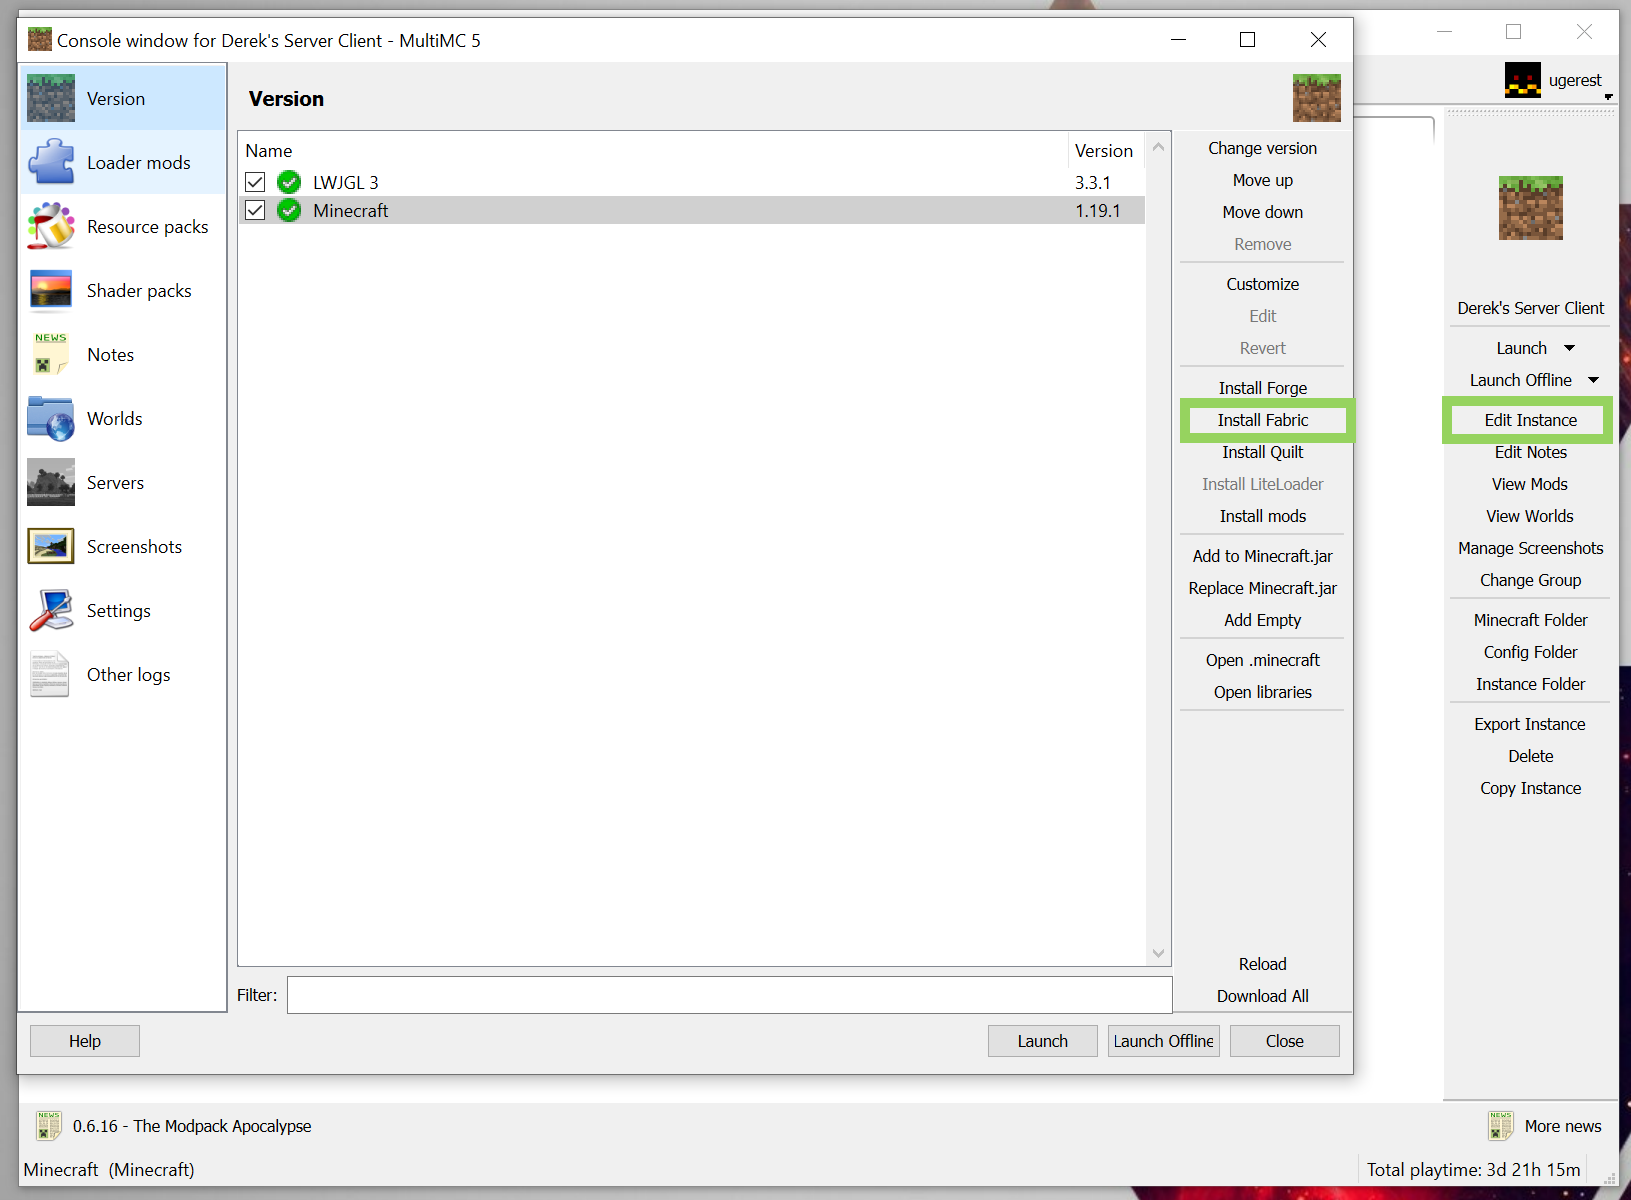 Console window for Derek's Server Client - MultiMC 5
ugerest
Version
Loader mods
Resource packs
Shader packs
NEWS
Notes
Worlds
Servers
Screenshots
Settings
Other logs
Version
Name Version
LWJGL 3 3.3.1
Minecraft 1.19.1
Filter:
Change version
Move up
Move down
Remove
Customize
Edit
Revert
Install Forge
Install Fabric
Install Quilt
Install LiteLoader
Install mods
Add to Minecraft.jar
Replace Minecraft.jar
Add Empty
Open .minecraft
Open libraries
Reload
Download All
Help
Launch
Launch Offline
Close
Derek's Server Client
Launch
Launch Offline
Edit Instance
Edit Notes
View Mods
View Worlds
Manage Screenshots
Change Group
Minecraft Folder
Config Folder
Instance Folder
Export Instance
Delete
Copy Instance
NEWS
0.6.16 - The Modpack Apocalypse
NEWS
More news
Minecraft (Minecraft)
Total playtime: 3d 21h 15m